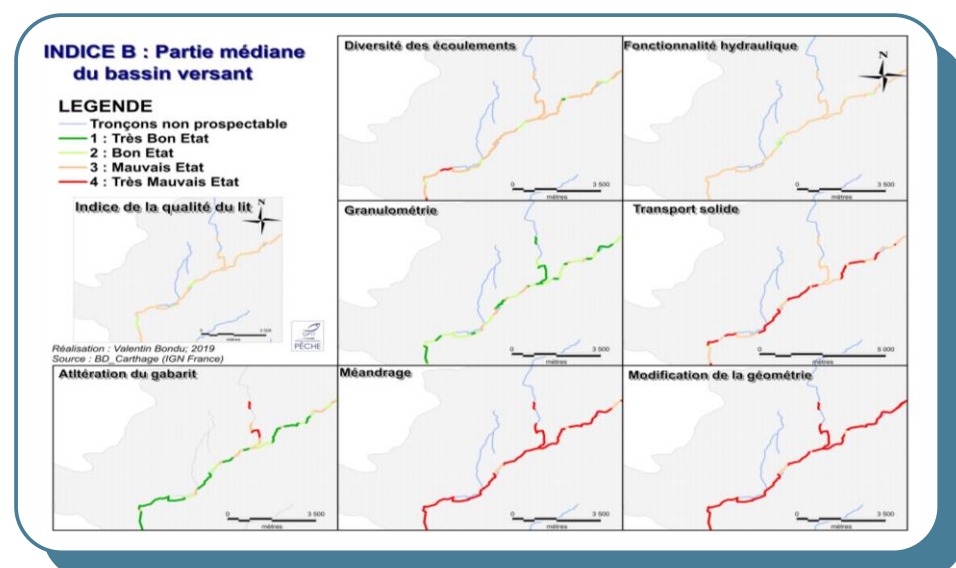 INDICE B : Partie médiane
du bassin versant
LEGENDE
Tronçons non prospectable
1 : Très Bon Etat
2 : Bon Etat
3 : Mauvais Etat
4 : Très Mauvais Etat
Indice de la qualité du lit
N
0
mètres
Réalisation : Valentin Bondu; 2019
Source : BD_Carthage (IGN France)
PÊCHE
Diversité des écoulements
0 3 500
mètres
Fonctionnalité hydraulique
N
0 3 500
mètres
Granulométrie
0 3 500
mètres
Transport solide
0 5 000
mètres
Atltération du gabarit
0 3 500
mètres
Méandrage
0 3 500
mètres
Modification de la géométrie
0 3 500
mètres